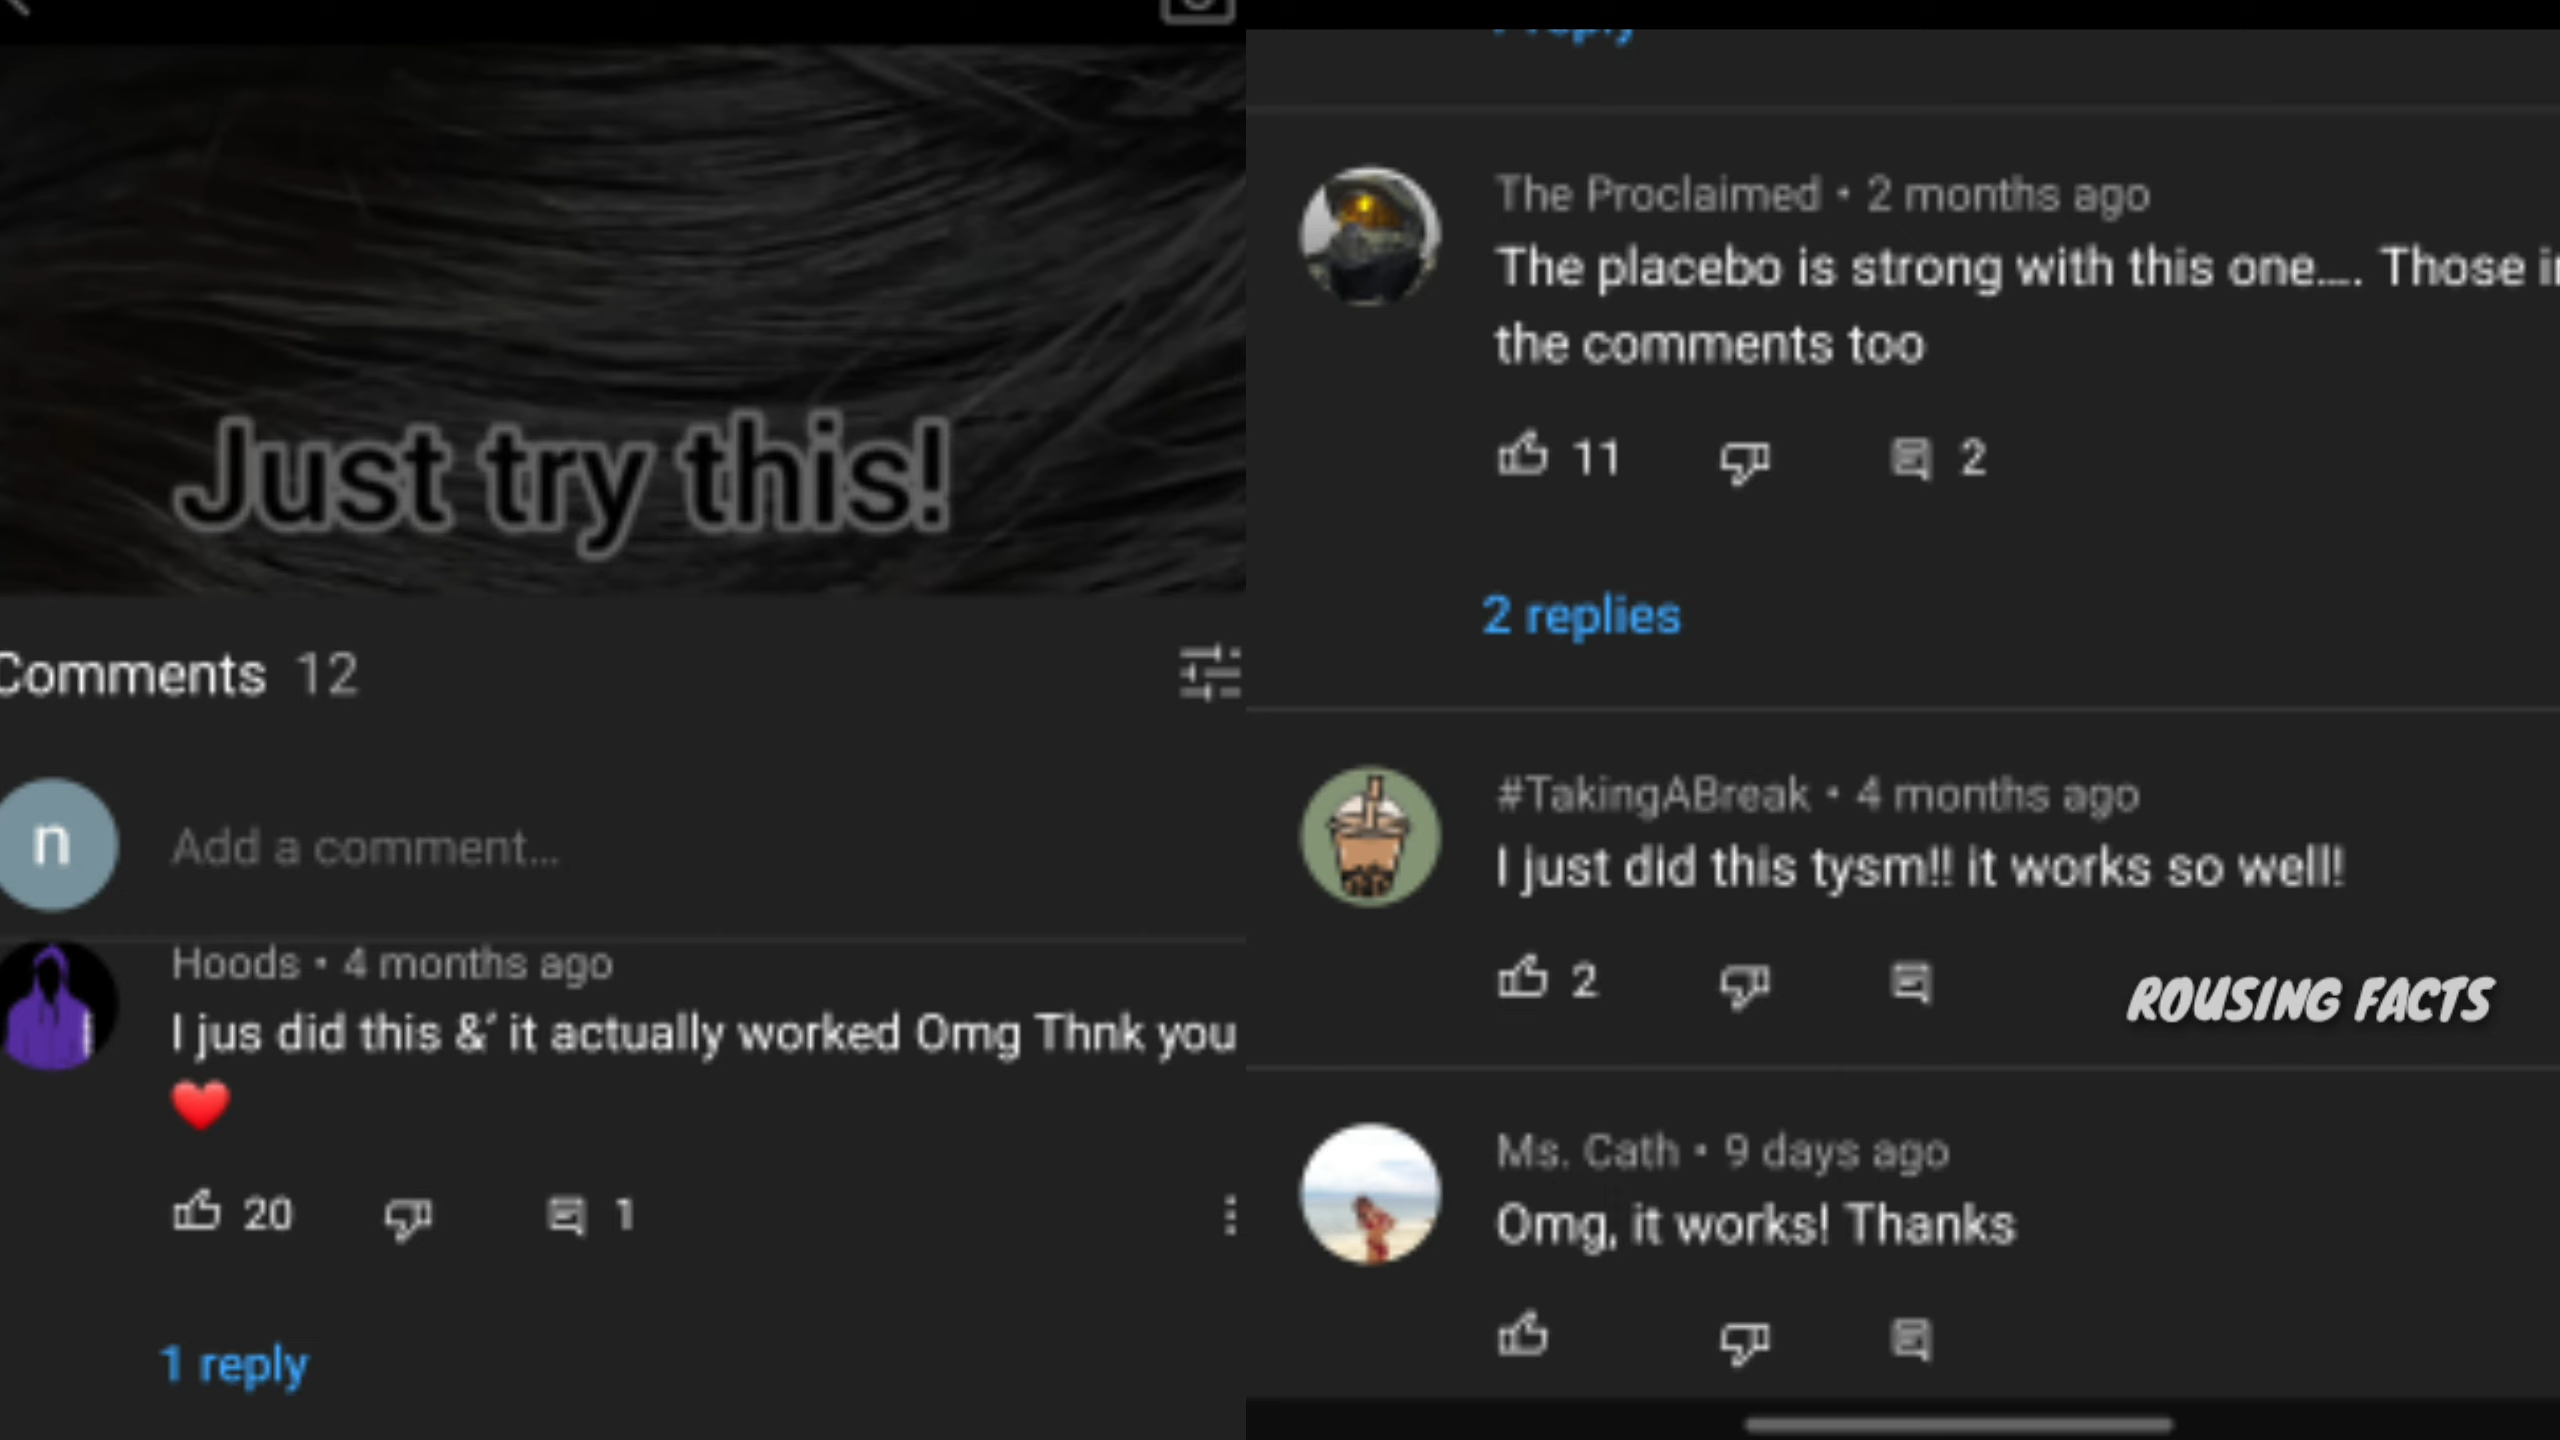 Just try this!
Comments 12
n
Add a comment...
Hoods • 4 months ago
I jus did this &´ it actually worked Omg Thnk you
❤️
20 1
1 reply
reply
The Proclaimed • 2 months ago
The placebo is strong with this one.... Those in
the comments too
11 2
2 replies
#TakingABreak • 4 months ago
I just did this tysm!! it works so well!
2
ROUSING FACTS
Ms. Cath • 9 days ago
Omg, it works! Thanks